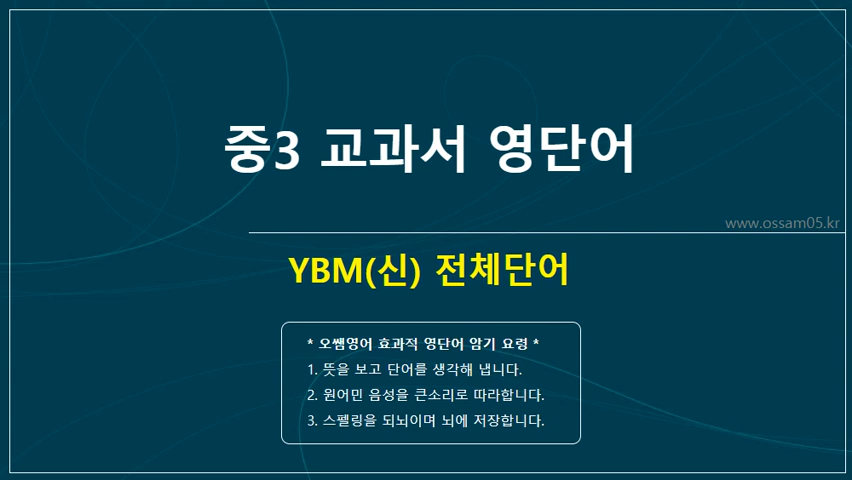 중3 교과서 영단어
www.ossam05.kr
YBM(신) 전체단어
* 오쌤영어 효과적 영단어 암기 요령 *
1. 뜻을 보고 단어를 생각해 냅니다.
2. 원어민 음성을 큰소리로 따라합니다.
3. 스펠링을 되뇌이며 뇌에 저장합니다.